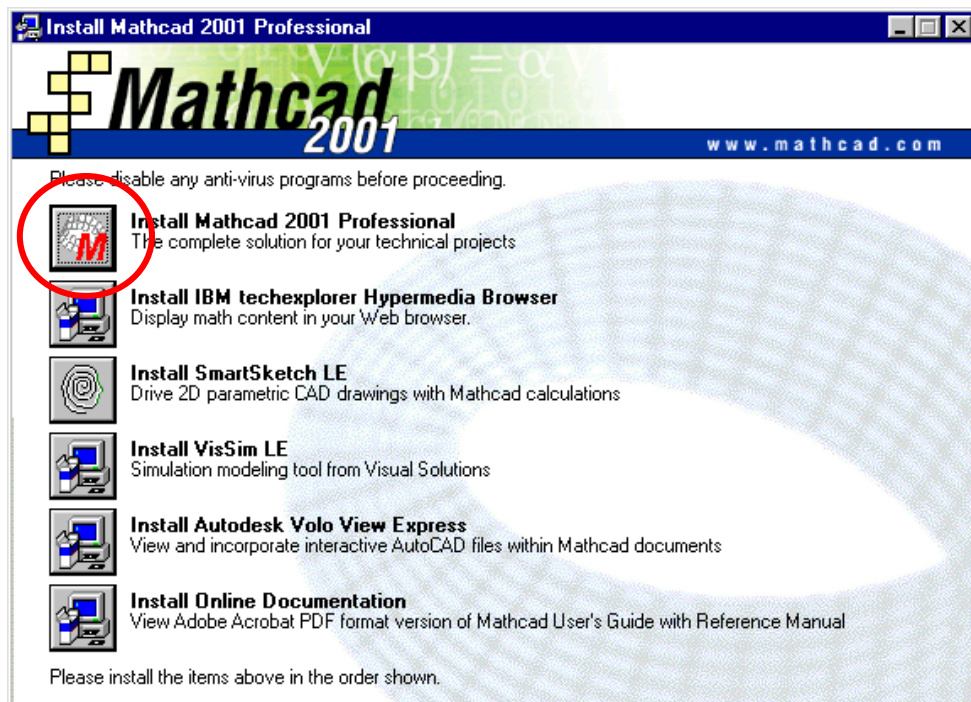 Install Mathcad 2001 Professional
Mathcad
2001
www.mathcad.com
Please disable any anti-virus programs before proceeding.
Install Mathcad 2001 Professional
The complete solution for your technical projects
Install IBM techexplorer Hypermedia Browser
Display math content in your Web browser.
Install SmartSketch LE
Drive 2D parametric CAD drawings with Mathcad calculations
Install VisSim LE
Simulation modeling tool from Visual Solutions
Install Autodesk Volo View Express
View and incorporate interactive AutoCAD files within Mathcad documents
Install Online Documentation
View Adobe Acrobat PDF format version of Mathcad User's Guide with Reference Manual
Please install the items above in the order shown.